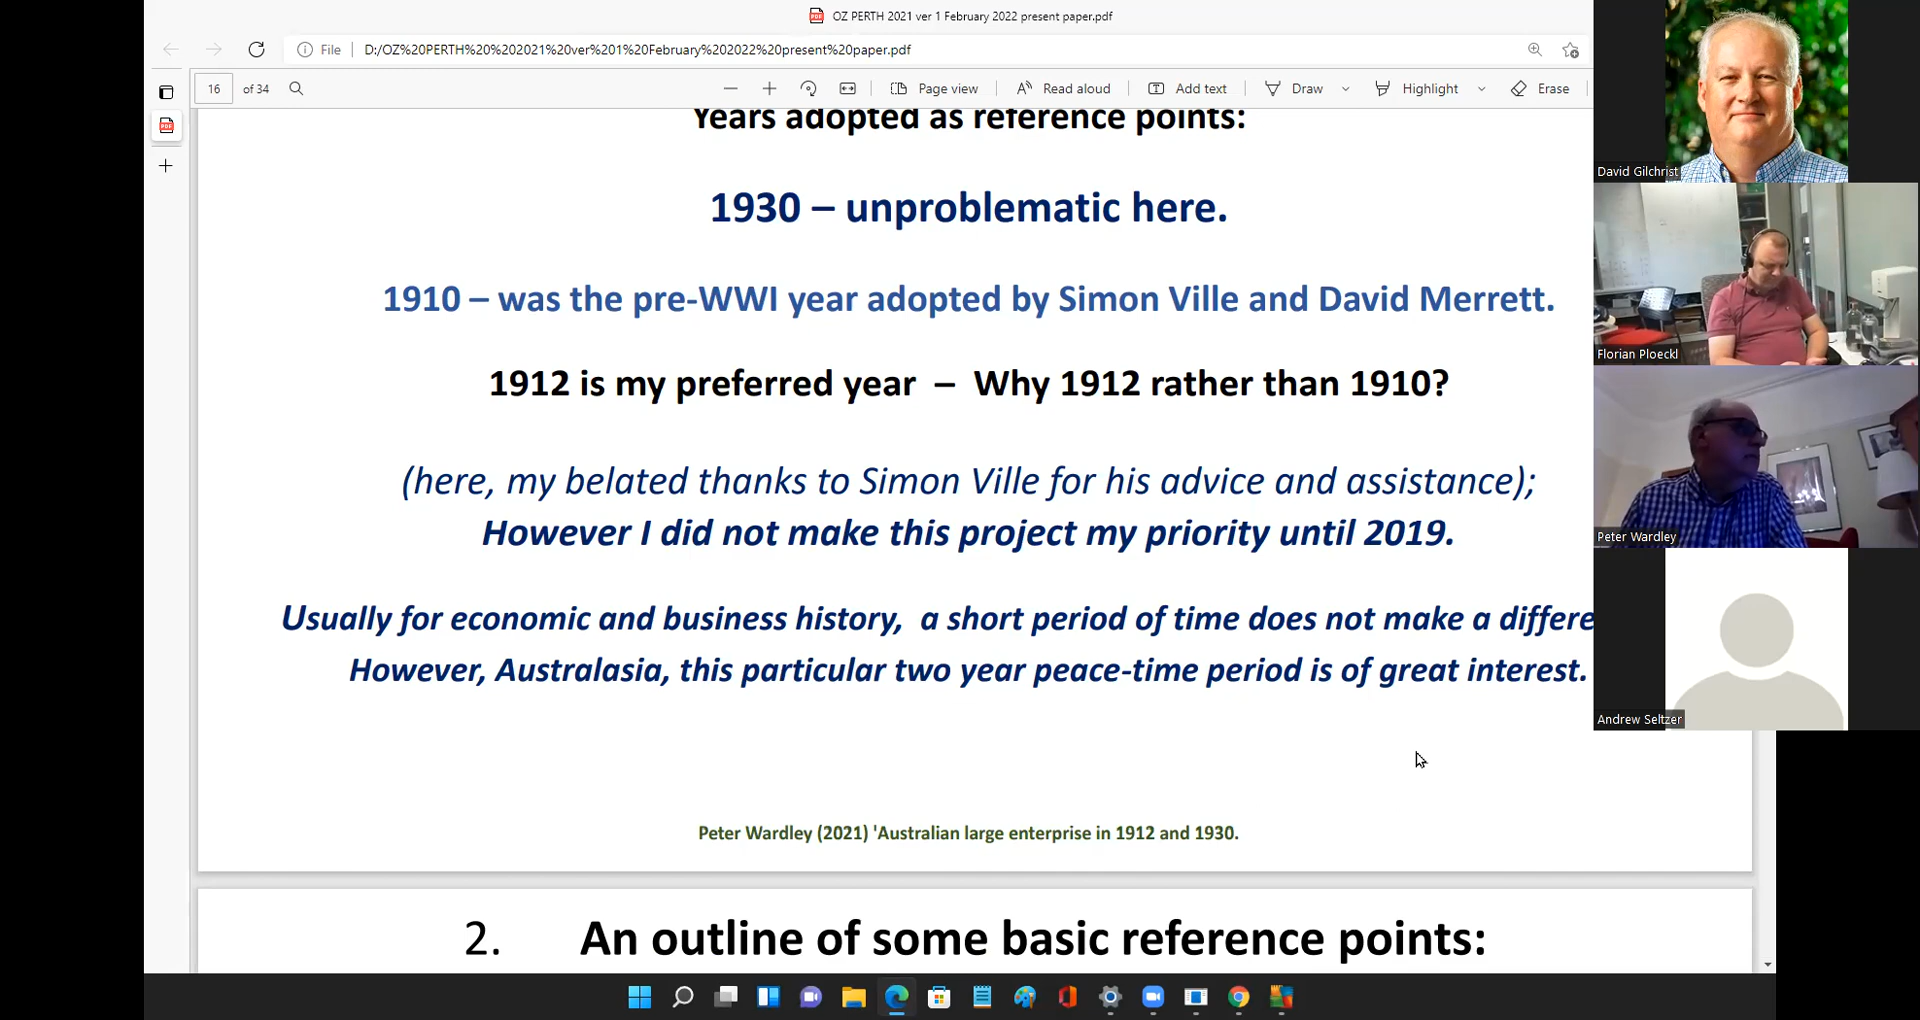 OZ PERTH 2021 ver 1 February 2022 present paper.pdf
File
D:/OZ%20PERTH%20%202021%20ver%201%20February%202022%20present%20paper.pdf
16 of 34
Page view
Read aloud
Add text
Draw
Highlight
Erase
Years adopted as reference points:
1930 – unproblematic here.
1910 – was the pre-WWI year adopted by Simon Ville and David Merrett.
1912 is my preferred year – Why 1912 rather than 1910?
(here, my belated thanks to Simon Ville for his advice and assistance);
However I did not make this project my priority until 2019.
Usually for economic and business history, a short period of time does not make a differe
However, Australasia, this particular two year peace-time period is of great interest.
Peter Wardley (2021) 'Australian large enterprise in 1912 and 1930.
2. An outline of some basic reference points:
David Gilchrist
Florian Ploeckl
Peter Wardley
Andrew Seltzer